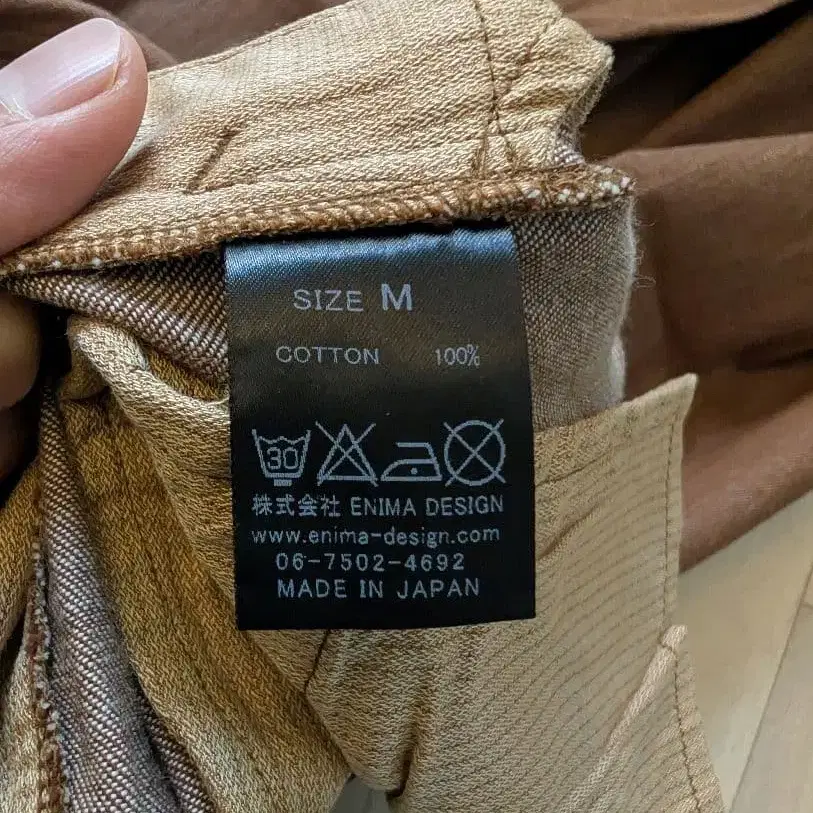 SIZE M
COTTON 100%
30
株式会社 ENIMA DESIGN
www.enima-design.com
06-7502-4692
MADE IN JAPAN